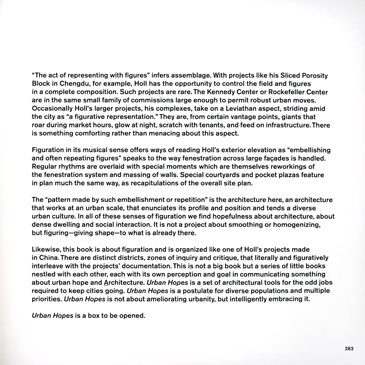 "The act of representing with figures" infers assemblage. With projects like his Sliced Porosity
Block in Chengdu, for example, Holl has the opportunity to control the field and figures
in a complete composition. Such projects are rare. The Kennedy Center or Rockefeller Center
are in the same small family of commissions large enough to permit robust urban moves.
Occasionally Holl's larger projects, his complexes, take on a Leviathan aspect, striding amid
the city as "a figurative representation." They are, from certain vantage points, giants that
roar during market hours, glow at night, scratch with tenants, and feed on infrastructure. There
is something comforting rather than menacing about this aspect.
Figuration in its musical sense offers ways of reading Holl's exterior elevation as "embellishing
and often repeating figures" speaks to the way fenestration across large façades is handled.
Regular rhythms are overlaid with special moments which are themselves reworkings of
the fenestration system and massing of walls. Special courtyards and pocket plazas feature
in plan much the same way, as recapitulations of the overall site plan.
The "pattern made by such embellishment or repetition" is the architecture here, an architecture
that works at an urban scale, that enunciates its profile and position and tends a diverse
urban culture. In all of these senses of figuration we find hopefulness about architecture, about
dense dwelling and social interaction. It is not a project about smoothing or homogenizing,
but figuring—giving shape—to what is already there.
Likewise, this book is about figuration and is organized like one of Holl's projects made
in China. There are distinct districts, zones of inquiry and critique, that literally and figuratively
interleave with the projects' documentation. This is not a big book but a series of little books
nestled with each other, each with its own perception and goal in communicating something
about urban hope and Architecture. Urban Hopes is a set of architectural tools for the odd jobs
required to keep cities going. Urban Hopes is a postulate for diverse populations and multiple
priorities. Urban Hopes is not about ameliorating urbanity, but intelligently embracing it.
Urban Hopes is a box to be opened.
283